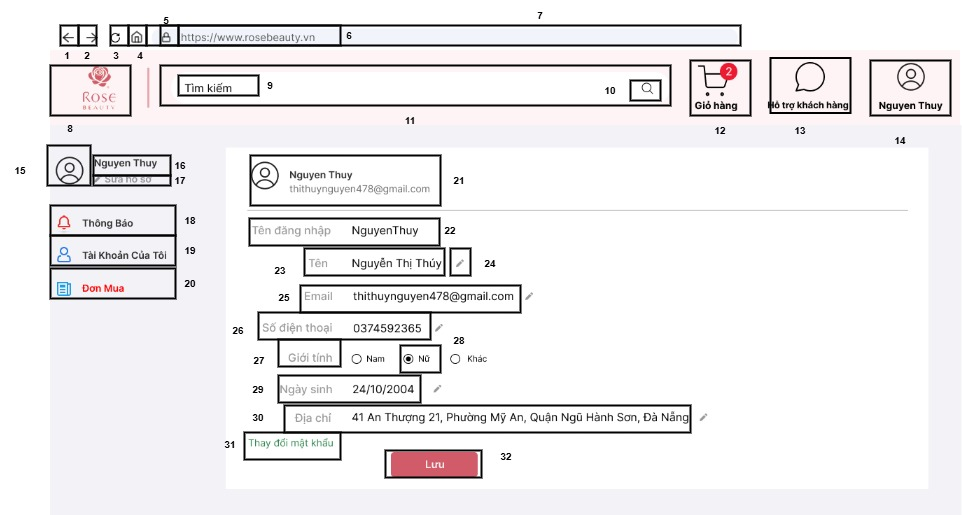 5
7
https://www.rosebeauty.vn
6
1
2
3
4
ROSE
BEAUTY
Tìm kiếm
9
10
2
Giỏ hàng
Hỗ trợ khách hàng
Nguyen Thuy
8
11
12
13
14
15
Nguyen Thuy
16
Sửa hồ sơ
17
Nguyen Thuy
thithuynguyen478@gmail.com
21
Thông Báo
18
Tài Khoản Của Tôi
19
Đơn Mua
20
Tên đăng nhập NguyenThuy
22
23
Tên Nguyễn Thị Thúy
24
25
Email thithuynguyen478@gmail.com
26
Số điện thoại 0374592365
28
27
Giới tính Nam Nữ Khác
29
Ngày sinh 24/10/2004
30
Địa chỉ 41 An Thượng 21, Phường Mỹ An, Quận Ngũ Hành Sơn, Đà Nẵng
31
Thay đổi mật khẩu
Lưu
32